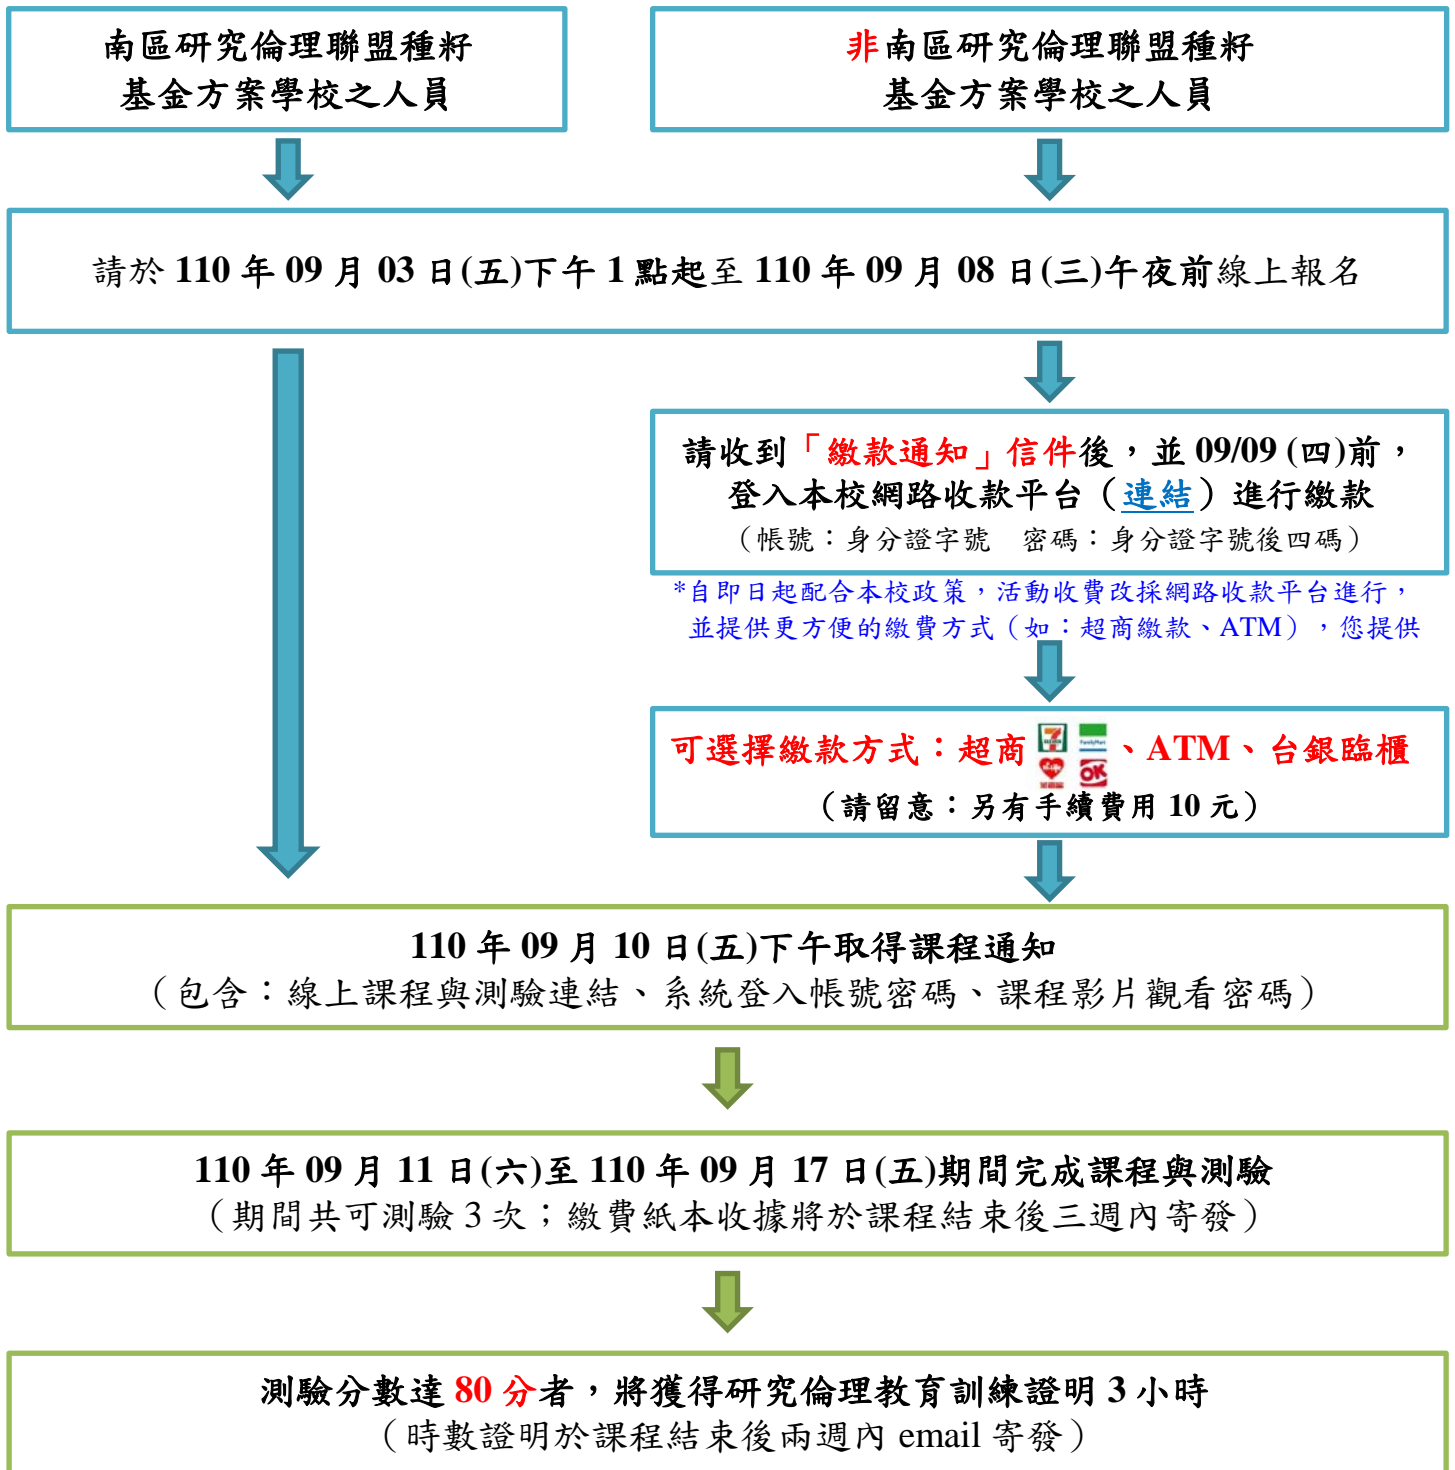 南區研究倫理聯盟種籽
基金方案學校之人員
非南區研究倫理聯盟種籽
基金方案學校之人員
請於 110 年 09 月 03 日(五)下午 1 點起至 110 年 09 月 08 日(三)午夜前線上報名
請收到「繳款通知」信件後，並 09/09 (四)前，
登入本校網路收款平台（連結）進行繳款
（帳號：身分證字號　密碼：身分證字號後四碼）
*自即日起配合本校政策，活動收費改採網路收款平台進行，
並提供更方便的繳費方式（如：超商繳款、ATM），您提供
可選擇繳款方式：超商 7 ELEVEN FamilyMart OK、ATM、台銀臨櫃
（請留意：另有手續費用 10 元）
110 年 09 月 10 日(五)下午取得課程通知
（包含：線上課程與測驗連結、系統登入帳號密碼、課程影片觀看密碼）
110 年 09 月 11 日(六)至 110 年 09 月 17 日(五)期間完成課程與測驗
（期間共可測驗 3 次；繳費紙本收據將於課程結束後三週內寄發）
測驗分數達 80 分者，將獲得研究倫理教育訓練證明 3 小時
（時數證明於課程結束後兩週內 email 寄發）